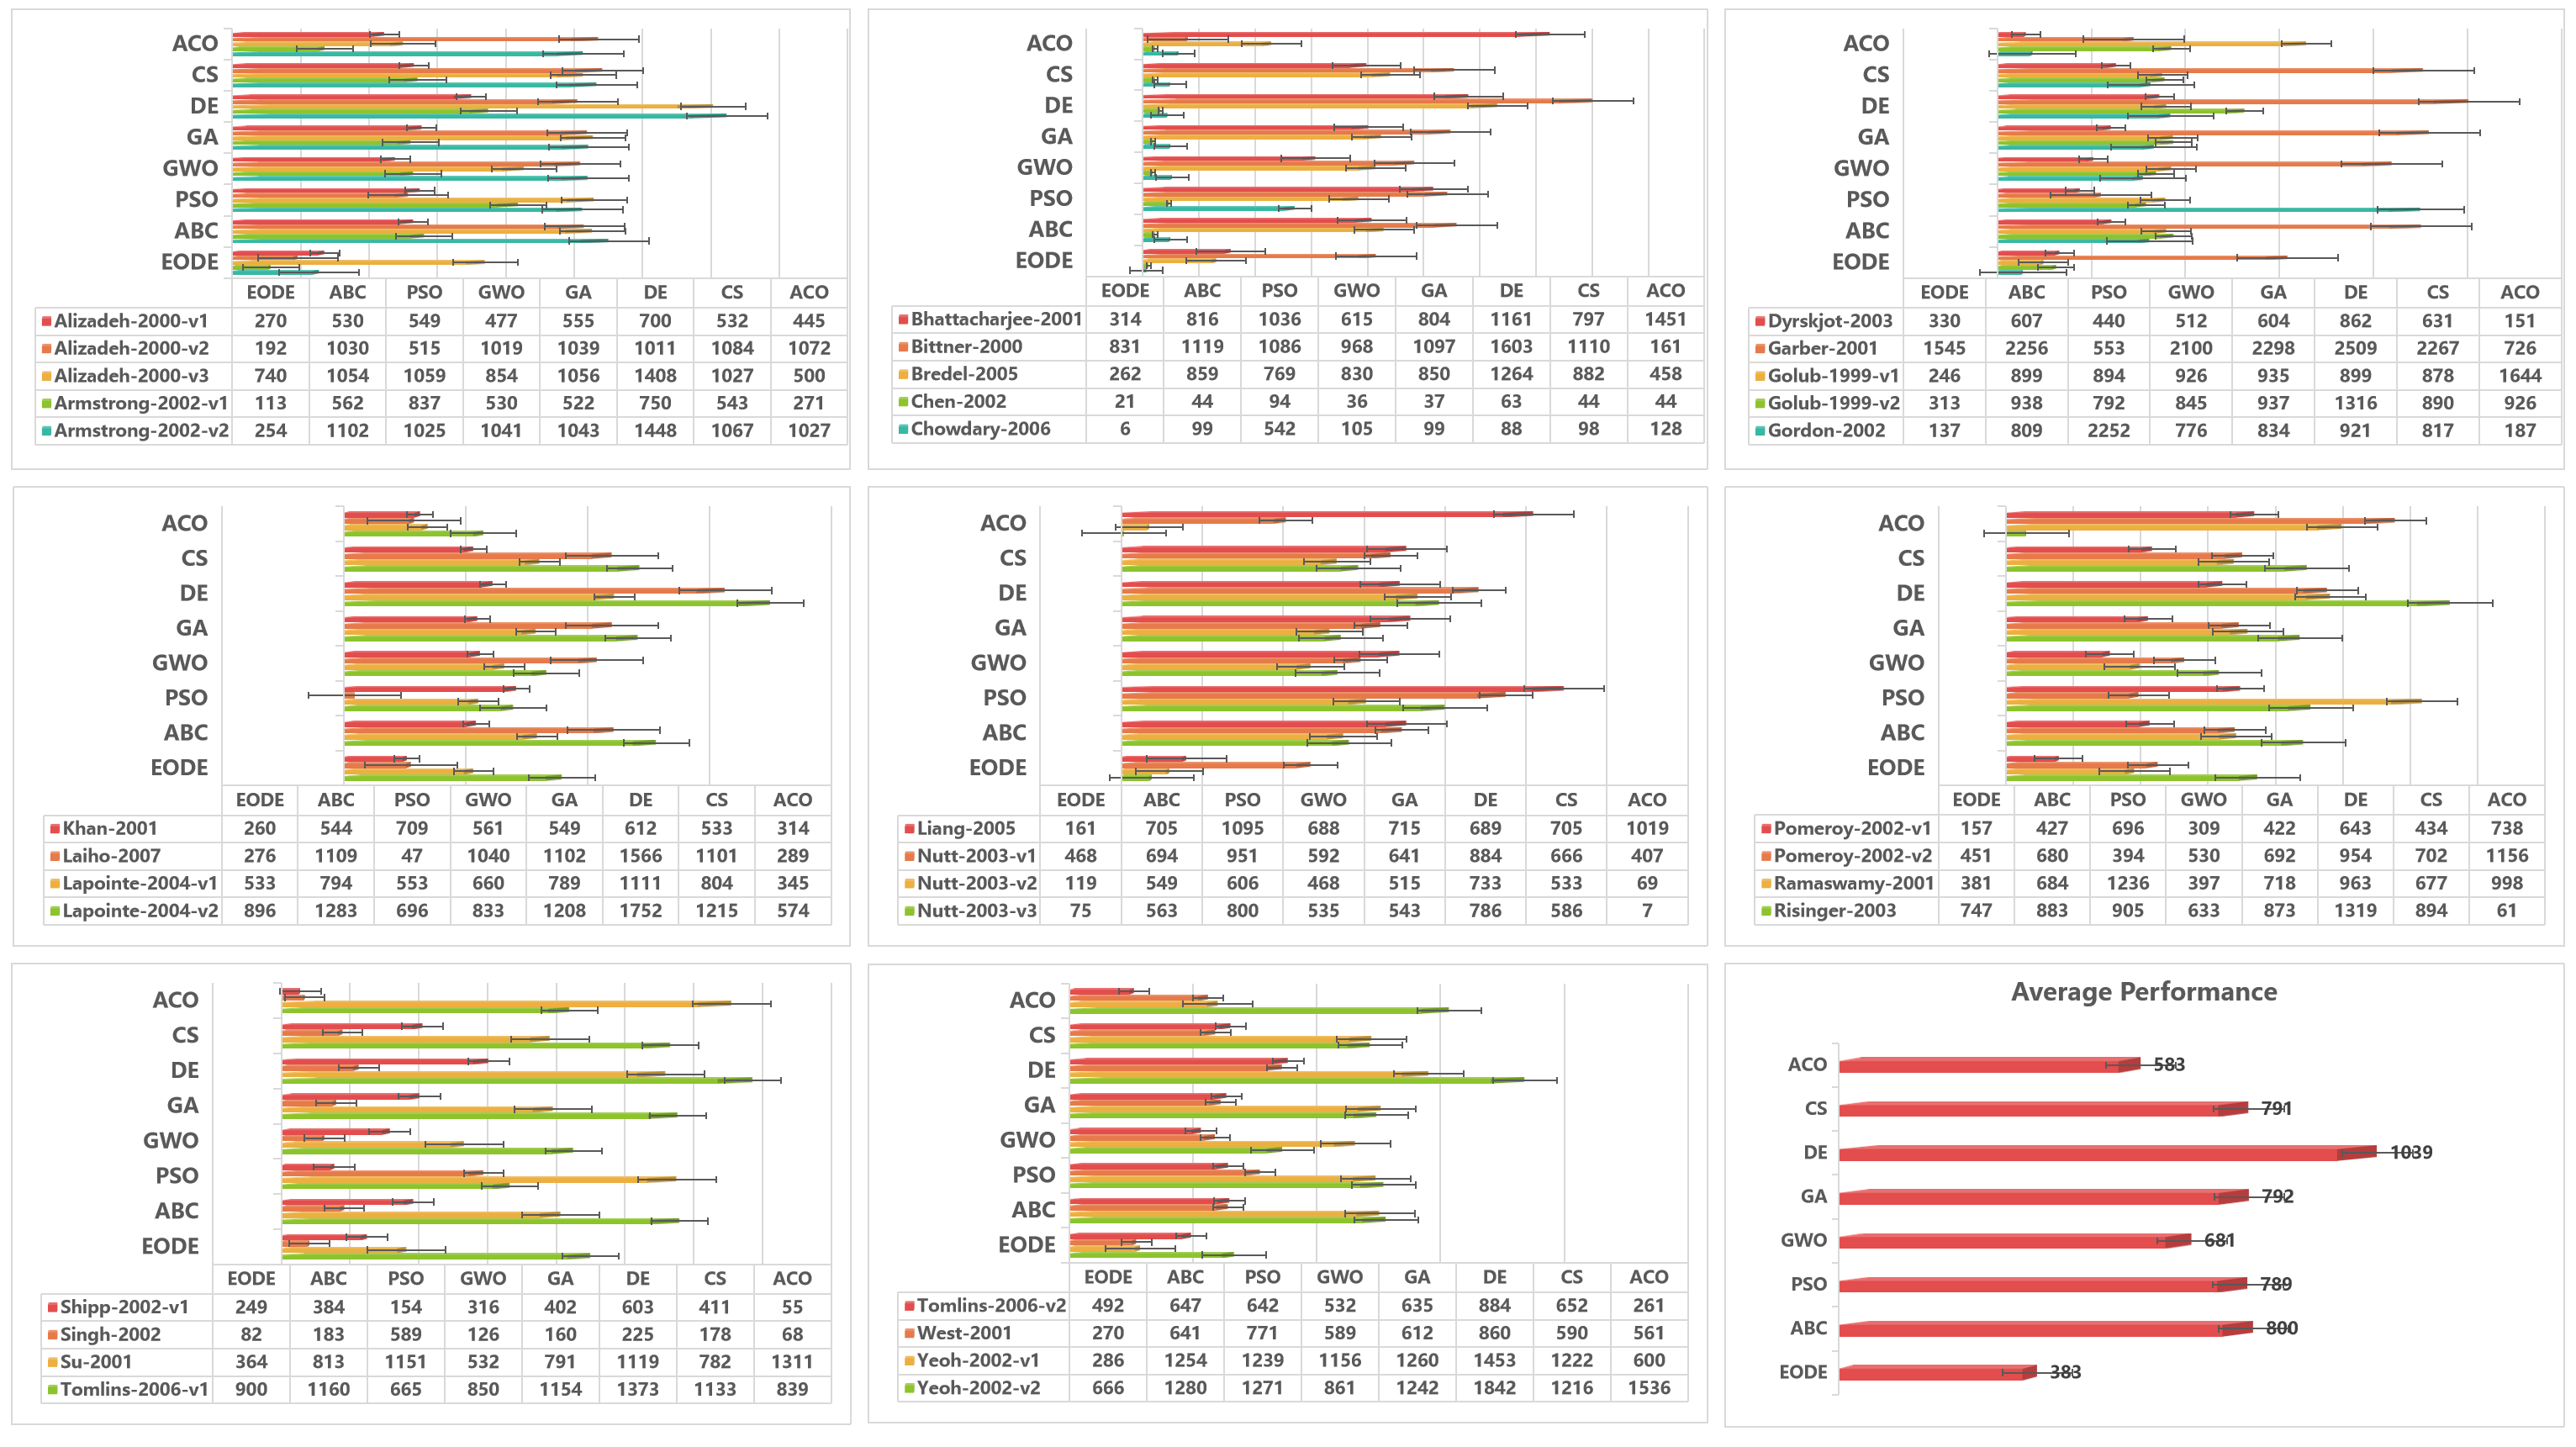 ACO
CS
DE
GA
GWO
PSO
ABC
EODE
EODE ABC PSO GWO GA DE CS ACO
Alizadeh-2000-v1 270 530 549 477 555 700 532 445
Alizadeh-2000-v2 192 1030 515 1019 1039 1011 1084 1072
Alizadeh-2000-v3 740 1054 1059 854 1056 1408 1027 500
Armstrong-2002-v1 113 562 837 530 522 750 543 271
Armstrong-2002-v2 254 1102 1025 1041 1043 1448 1067 1027
ACO
CS
DE
GA
GWO
PSO
ABC
EODE
EODE ABC PSO GWO GA DE CS ACO
Bhattacharjee-2001 314 816 1036 615 804 1161 797 1451
Bittner-2000 831 1119 1086 968 1097 1603 1110 161
Bredel-2005 262 859 769 830 850 1264 882 458
Chen-2002 21 44 94 36 37 63 44 44
Chowdary-2006 6 99 542 105 99 88 98 128
ACO
CS
DE
GA
GWO
PSO
ABC
EODE
EODE ABC PSO GWO GA DE CS ACO
Dyrskjot-2003 330 607 440 512 604 862 631 151
Garber-2001 1545 2256 553 2100 2298 2509 2267 726
Golub-1999-v1 246 899 894 926 935 899 878 1644
Golub-1999-v2 313 938 792 845 937 1316 890 926
Gordon-2002 137 809 2252 776 834 921 817 187
ACO
CS
DE
GA
GWO
PSO
ABC
EODE
EODE ABC PSO GWO GA DE CS ACO
Khan-2001 260 544 709 561 549 612 533 314
Laiho-2007 276 1109 47 1040 1102 1566 1101 289
Lapointe-2004-v1 533 794 553 660 789 1111 804 345
Lapointe-2004-v2 896 1283 696 833 1208 1752 1215 574
ACO
CS
DE
GA
GWO
PSO
ABC
EODE
EODE ABC PSO GWO GA DE CS ACO
Liang-2005 161 705 1095 688 715 689 705 1019
Nutt-2003-v1 468 694 951 592 641 884 666 407
Nutt-2003-v2 119 549 606 468 515 733 533 69
Nutt-2003-v3 75 563 800 535 543 786 586 7
ACO
CS
DE
GA
GWO
PSO
ABC
EODE
EODE ABC PSO GWO GA DE CS ACO
Pomeroy-2002-v1 157 427 696 309 422 643 434 738
Pomeroy-2002-v2 451 680 394 530 692 954 702 1156
Ramaswamy-2001 381 684 1236 397 718 963 677 998
Risinger-2003 747 883 905 633 873 1319 894 61
ACO
CS
DE
GA
GWO
PSO
ABC
EODE
EODE ABC PSO GWO GA DE CS ACO
Shipp-2002-v1 249 384 154 316 402 603 411 55
Singh-2002 82 183 589 126 160 225 178 68
Su-2001 364 813 1151 532 791 1119 782 1311
Tomlins-2006-v1 900 1160 665 850 1154 1373 1133 839
ACO
CS
DE
GA
GWO
PSO
ABC
EODE
EODE ABC PSO GWO GA DE CS ACO
Tomlins-2006-v2 492 647 642 532 635 884 652 261
West-2001 270 641 771 589 612 860 590 561
Yeoh-2002-v1 286 1254 1239 1156 1260 1453 1222 600
Yeoh-2002-v2 666 1280 1271 861 1242 1842 1216 1536
Average Performance
ACO 583
CS 791
DE 1039
GA 792
GWO 681
PSO 789
ABC 800
EODE 383